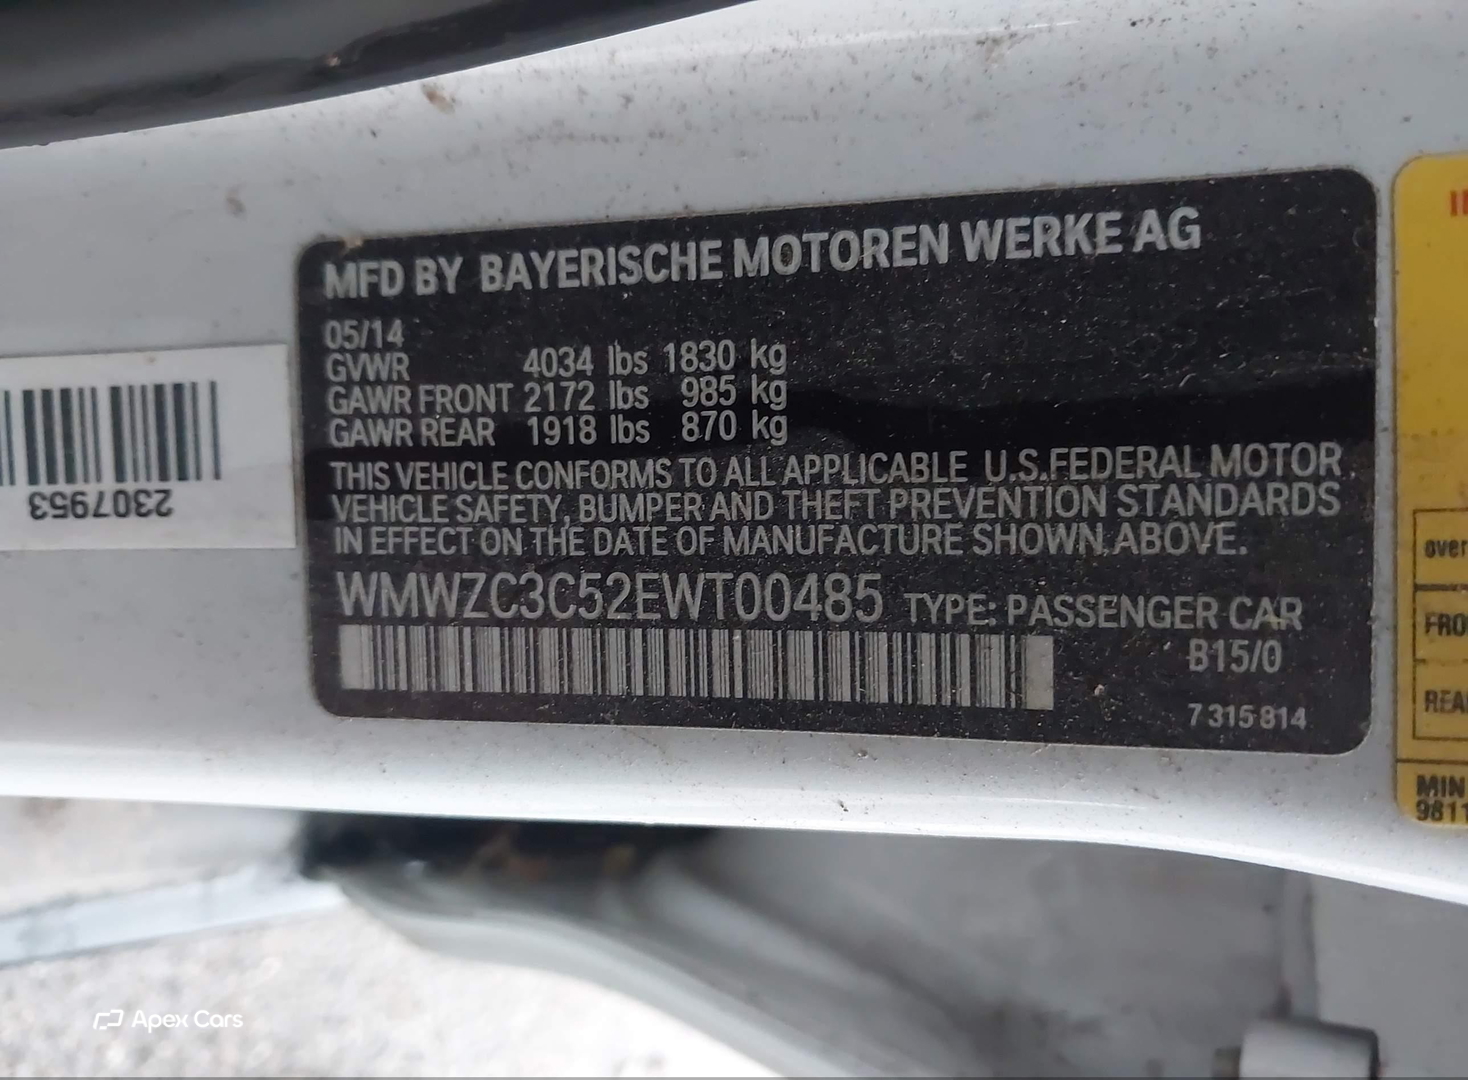 MFD BY BAYERISCHE MOTOREN WERKE AG
05/14
GVWR 4034 lbs 1830 kg
GAWR FRONT 2172 lbs 985 kg
GAWR REAR 1918 lbs 870 kg
THIS VEHICLE CONFORMS TO ALL APPLICABLE U.S.FEDERAL MOTOR
VEHICLE SAFETY, BUMPER AND THEFT PREVENTION STANDARDS
IN EFFECT ON THE DATE OF MANUFACTURE SHOWN ABOVE.
WMWZC3C52EWT00485 TYPE: PASSENGER CAR
B15/0
7 315 814
2307953
MIN
9811
Apex Cars